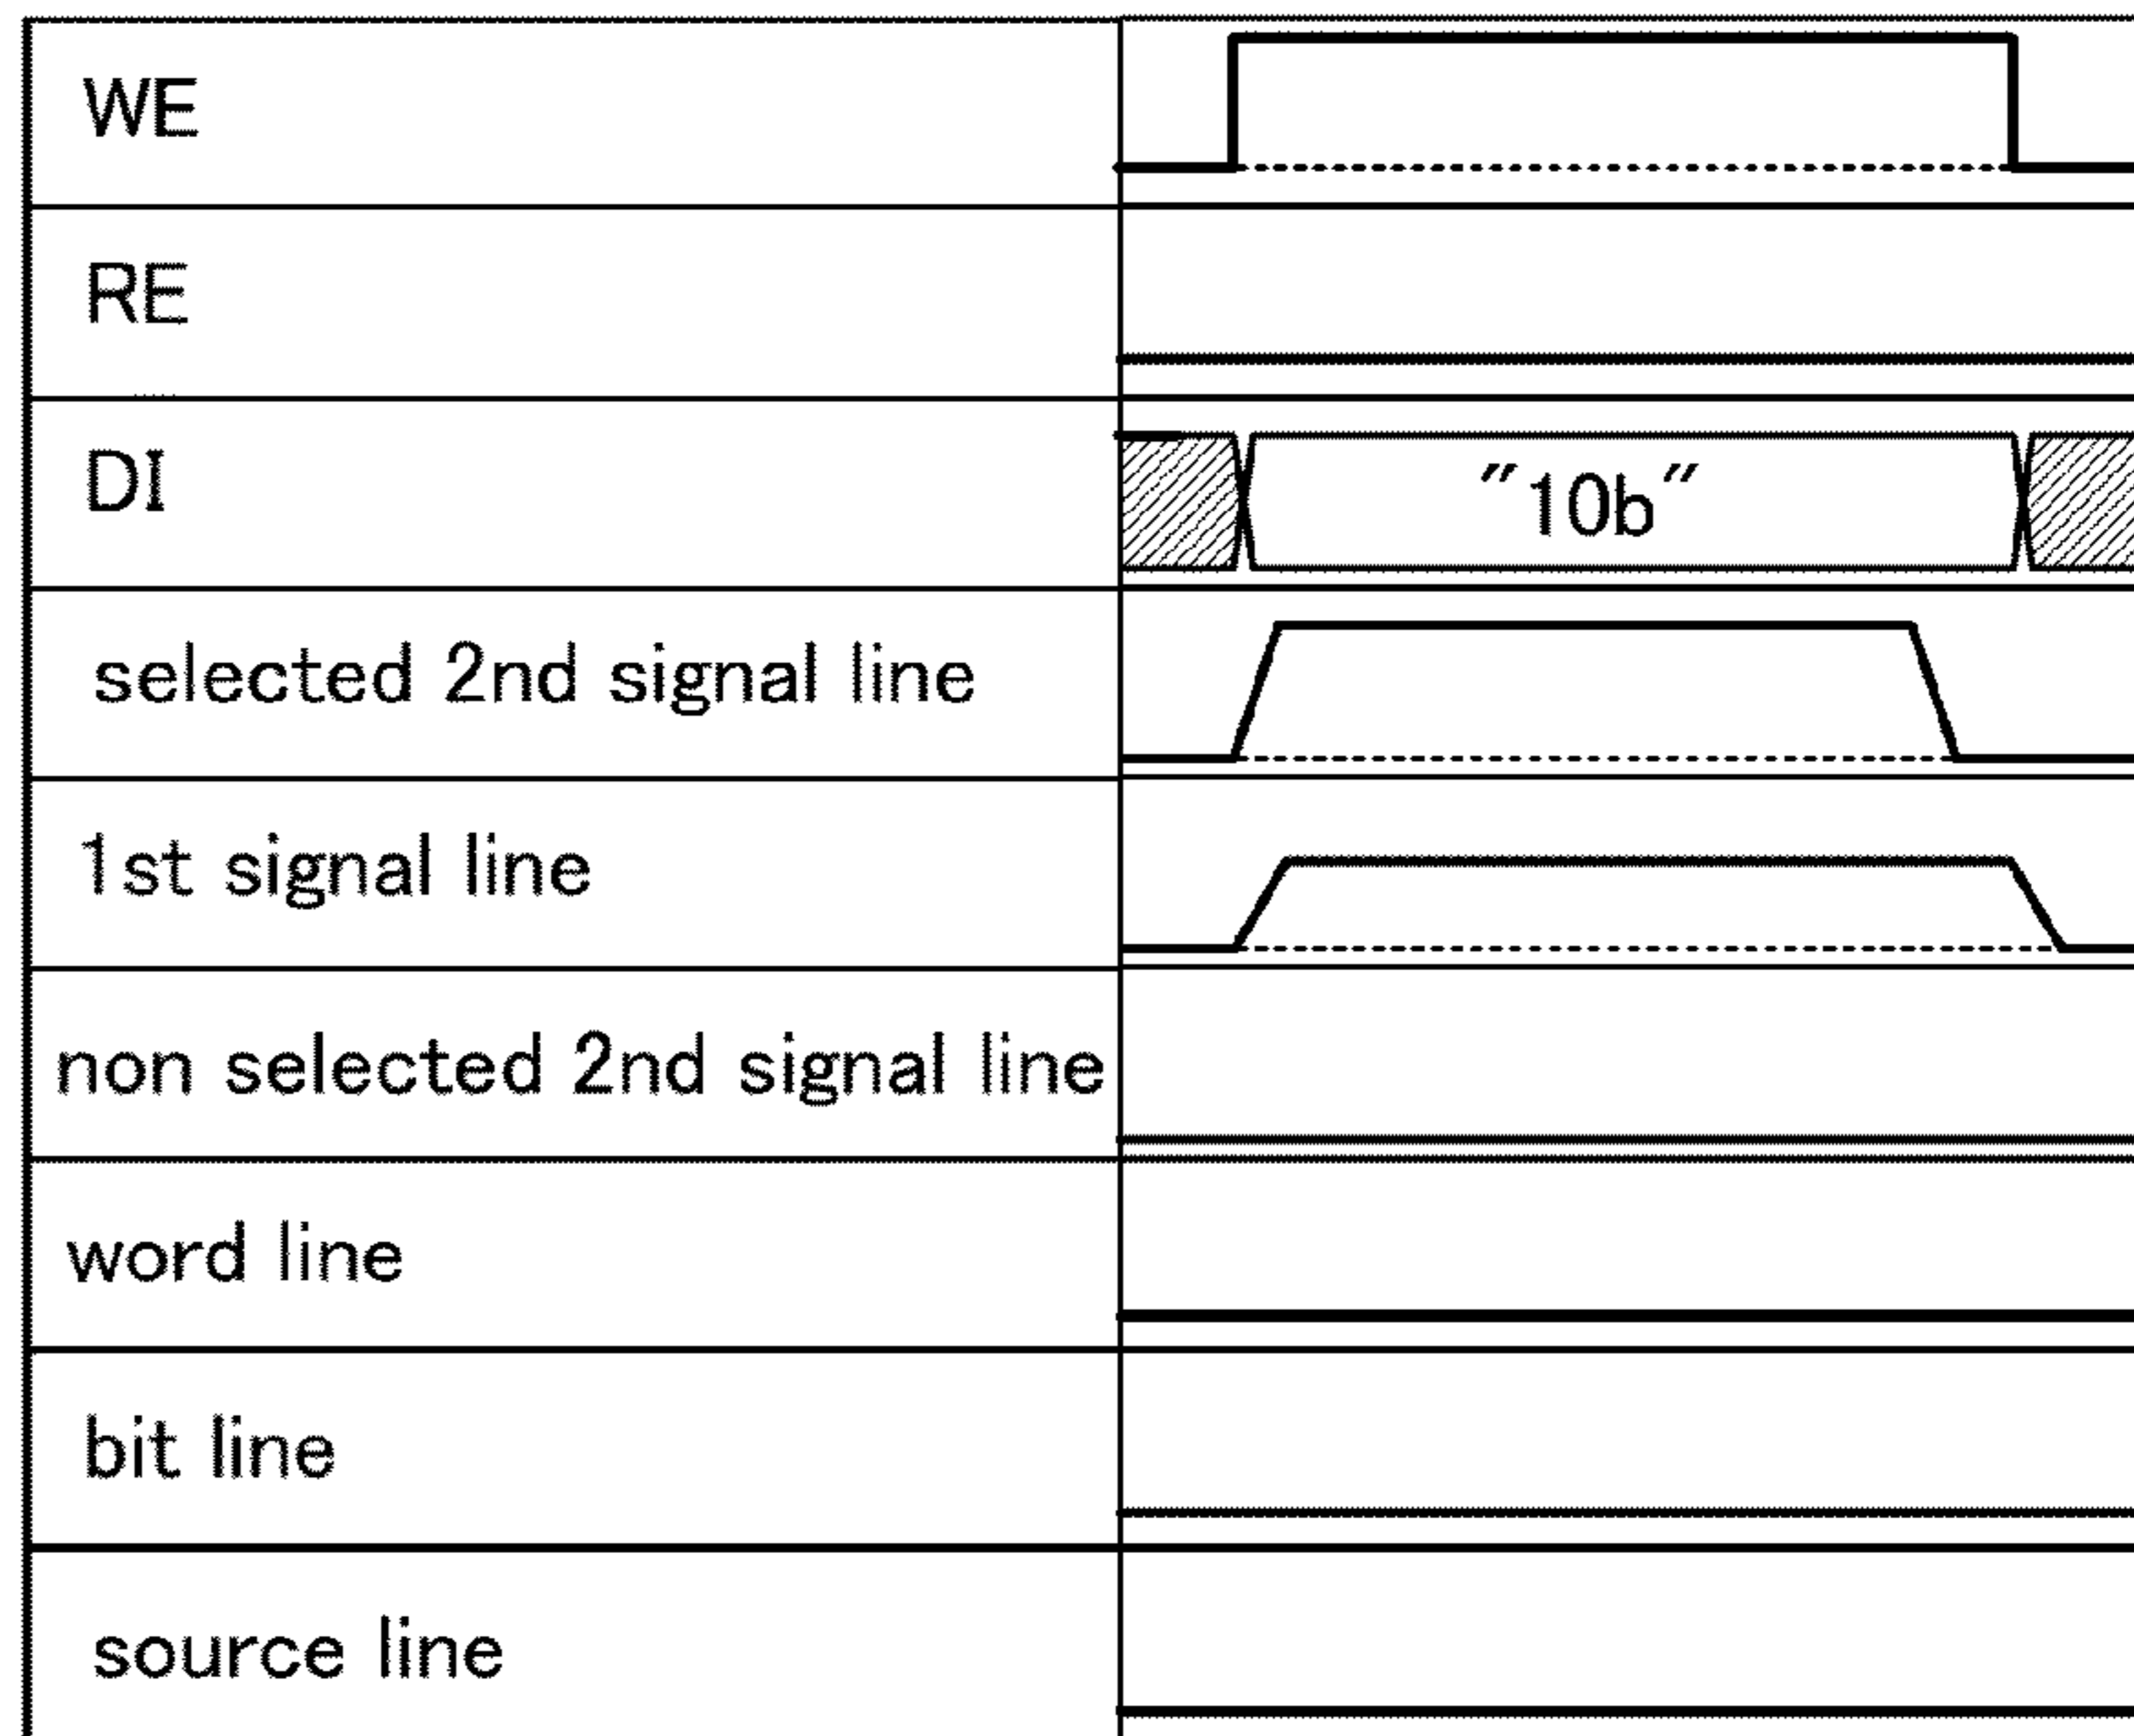 WE
RE
DI
"10b"
selected 2nd signal line
1st signal line
non selected 2nd signal line
word line
bit line
source line